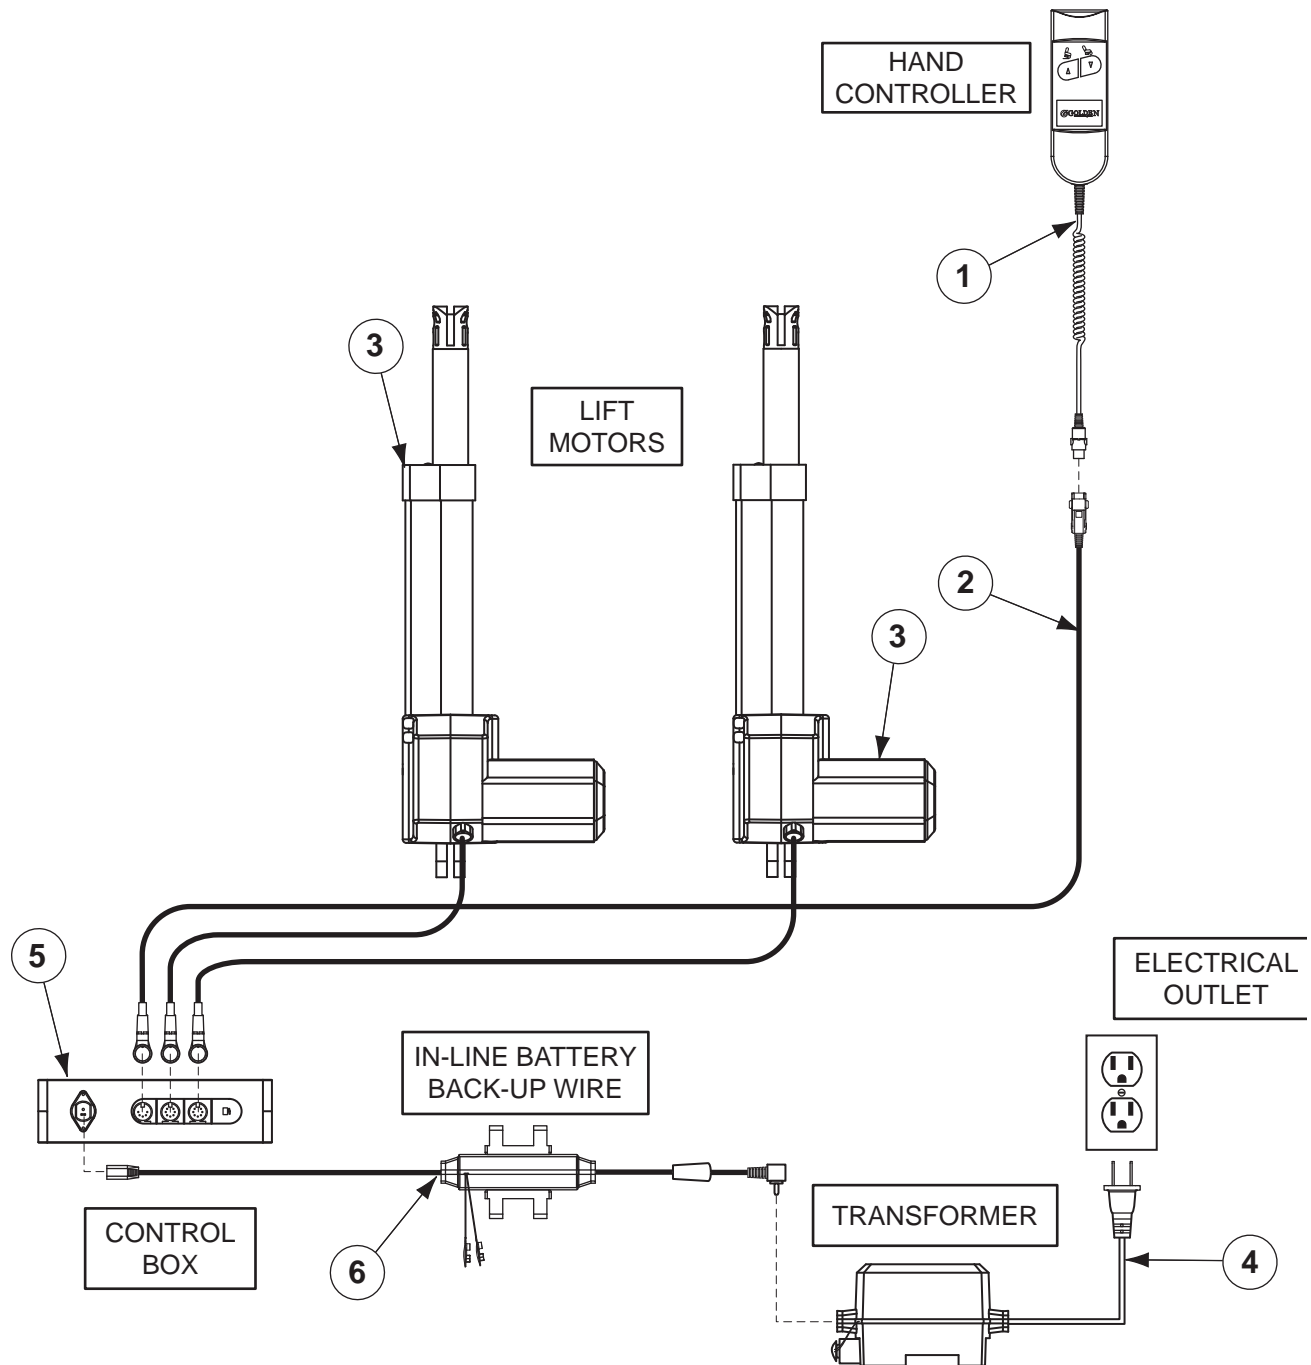 HAND
CONTROLLER
GOLDEN
1
3
LIFT
MOTORS
2
3
5
ELECTRICAL
OUTLET
IN-LINE BATTERY
BACK-UP WIRE
CONTROL
BOX
6
TRANSFORMER
4